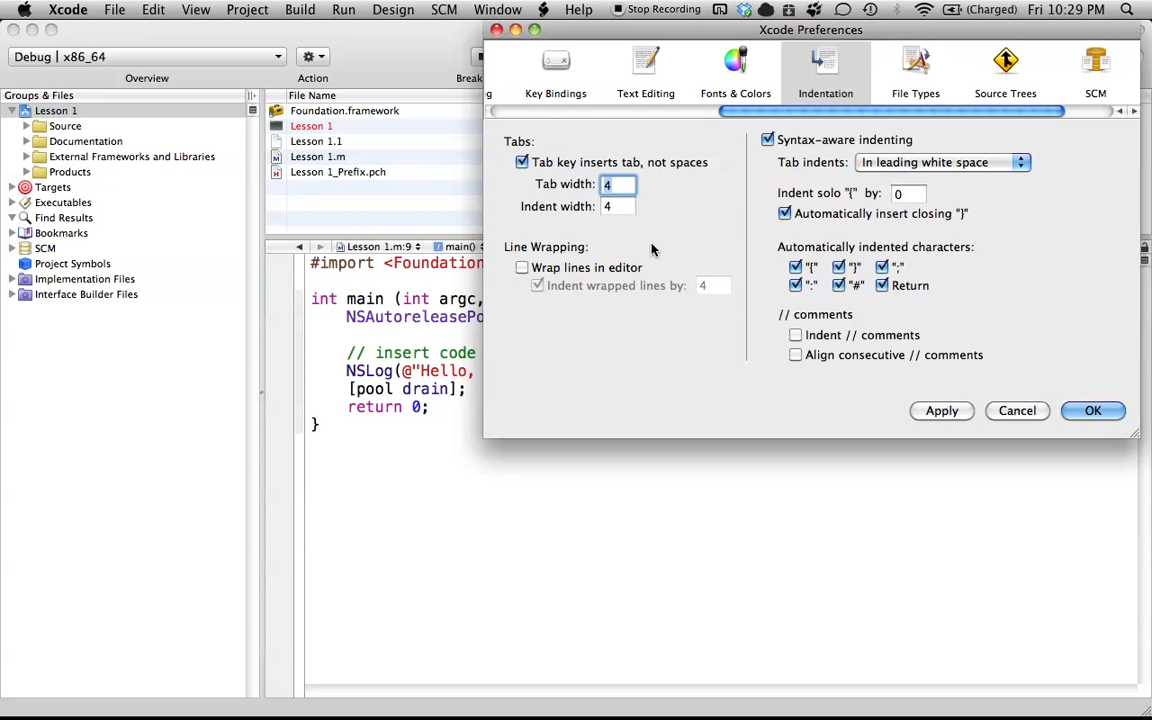 Xcode File Edit View Project Build Run Design SCM Window Help Stop Recording (Charged) Fri 10:29 PM
Xcode Preferences
Debug | x86_64
Overview Action Break
g Key Bindings Text Editing Fonts & Colors Indentation File Types Source Trees SCM
Groups & Files
Lesson 1
Source
Documentation
External Frameworks and Libraries
Products
Targets
Executables
Find Results
Bookmarks
SCM
Project Symbols
Implementation Files
Interface Builder Files
File Name
Foundation.framework
Lesson 1
Lesson 1.1
Lesson 1.m
Lesson 1_Prefix.pch
Lesson 1.m:9 main()
#import <Foundation
int main (int argc,
NSAutoreleasePo
// insert code
NSLog(@"Hello,
[pool drain];
return 0;
}
Tabs:
Tab key inserts tab, not spaces
Tab width: 4
Indent width: 4
Line Wrapping:
Wrap lines in editor
Indent wrapped lines by: 4
Syntax-aware indenting
Tab indents: In leading white space
Indent solo "{" by: 0
Automatically insert closing "}"
Automatically indented characters:
"{" "}" ";"
":" "#" Return
// comments
Indent // comments
Align consecutive // comments
Apply Cancel OK